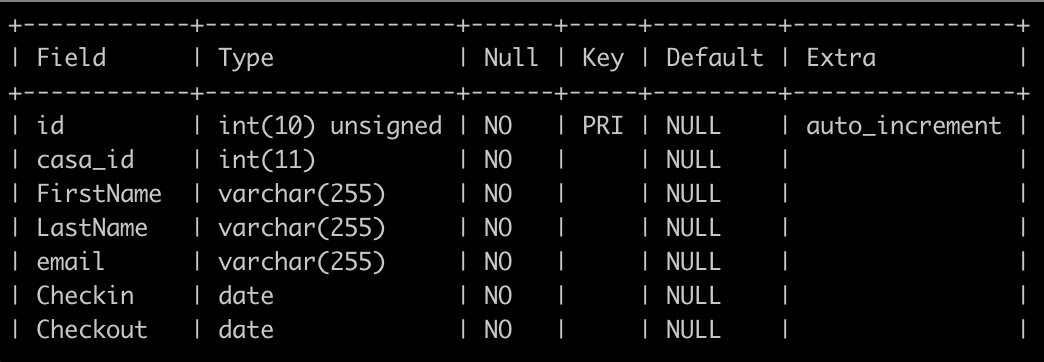 +------------+------------------+------+-----+---------+----------------+
| Field      | Type             | Null | Key | Default | Extra          |
+------------+------------------+------+-----+---------+----------------+
| id         | int(10) unsigned | NO   | PRI | NULL    | auto_increment |
| casa_id    | int(11)          | NO   |     | NULL    |                |
| FirstName  | varchar(255)     | NO   |     | NULL    |                |
| LastName   | varchar(255)     | NO   |     | NULL    |                |
| email      | varchar(255)     | NO   |     | NULL    |                |
| Checkin    | date             | NO   |     | NULL    |                |
| Checkout   | date             | NO   |     | NULL    |                |